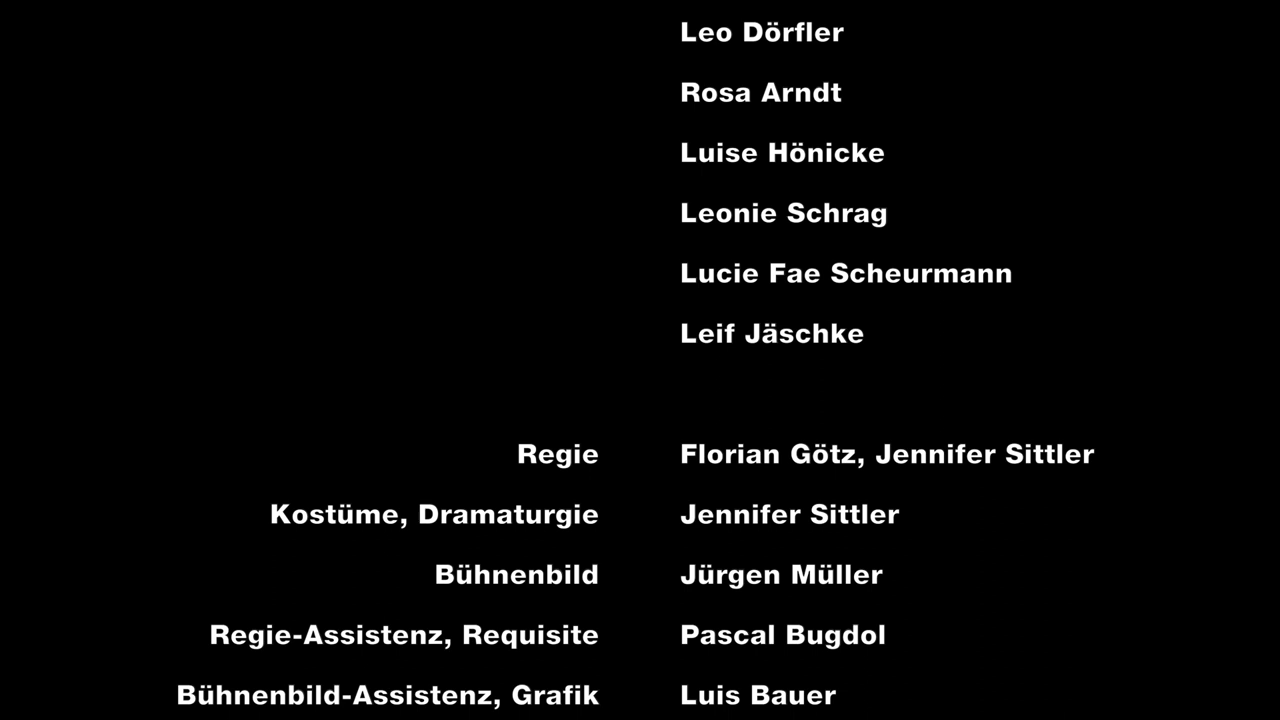 Leo Dörfler
Rosa Arndt
Luise Hönicke
Leonie Schrag
Lucie Fae Scheurmann
Leif Jäschke
Regie Florian Götz, Jennifer Sittler
Kostüme, Dramaturgie Jennifer Sittler
Bühnenbild Jürgen Müller
Regie-Assistenz, Requisite Pascal Bugdol
Bühnenbild-Assistenz, Grafik Luis Bauer